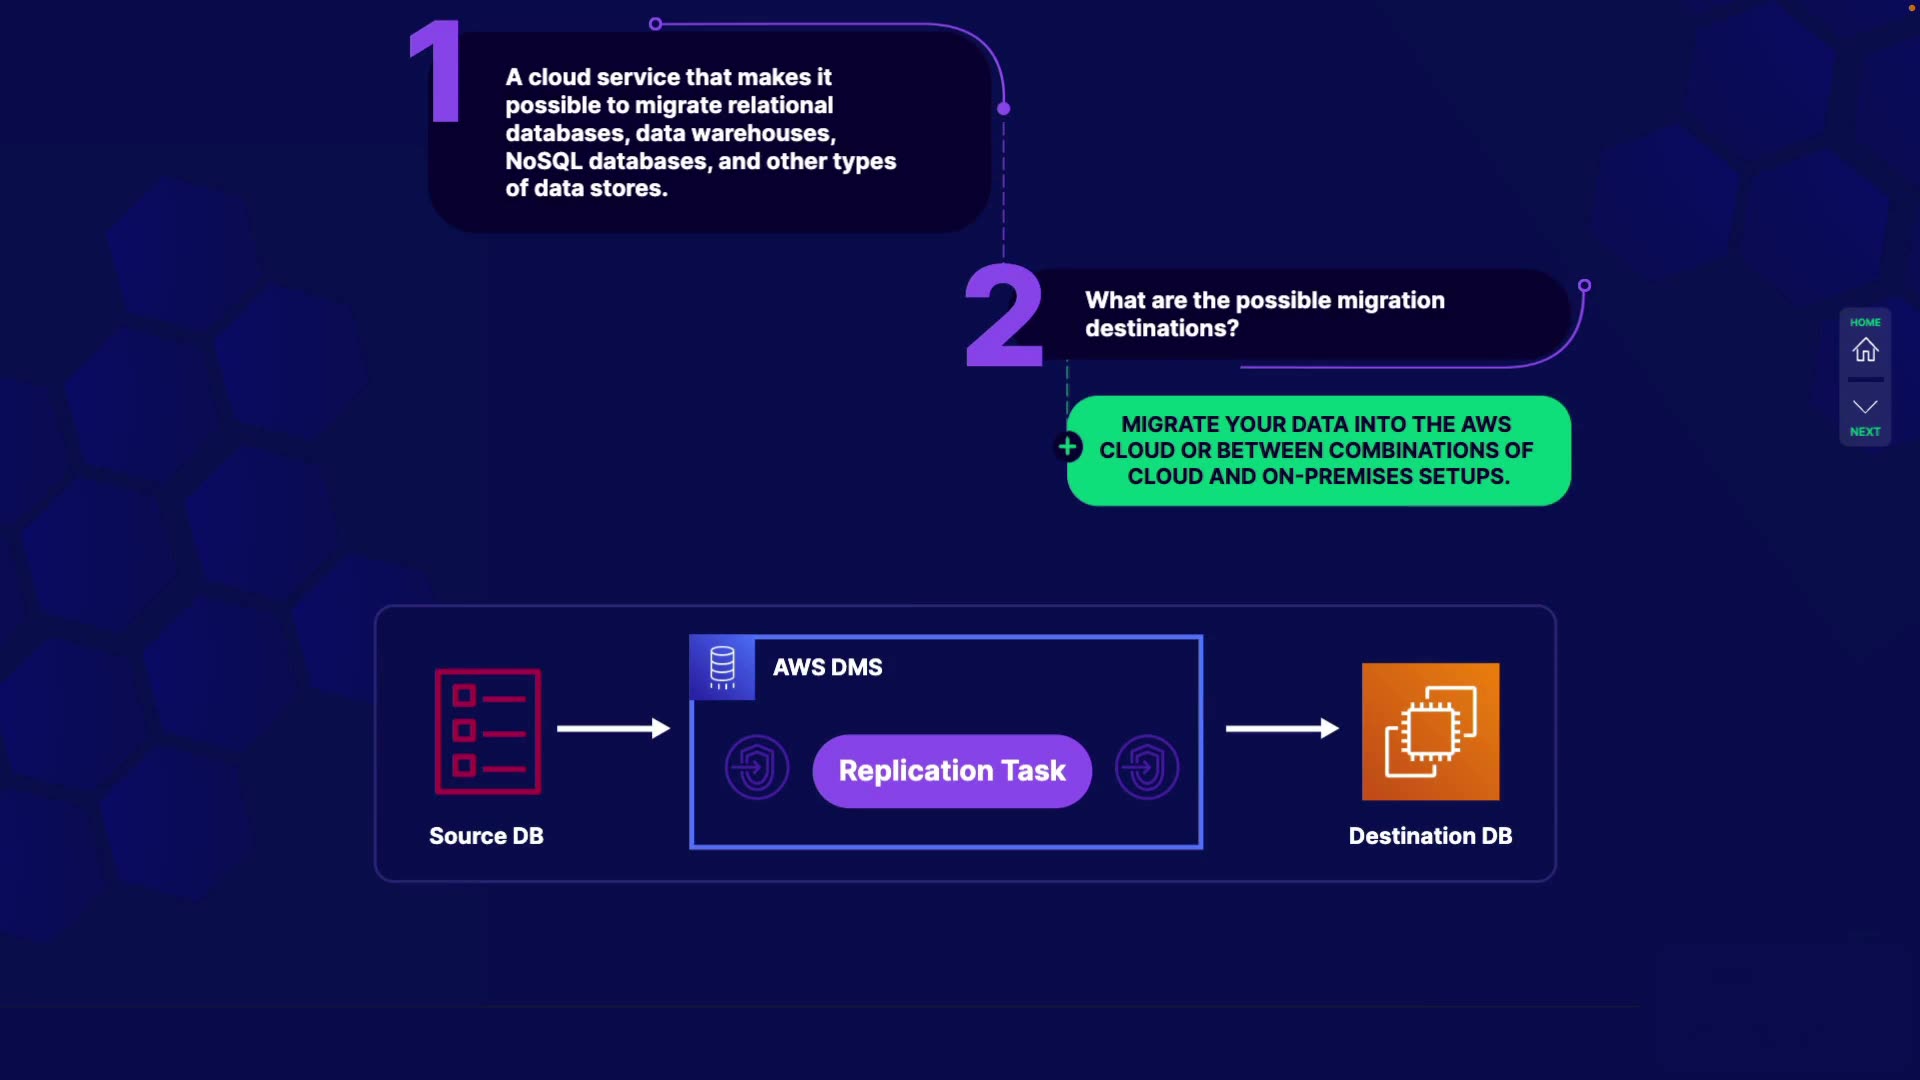 1
A cloud service that makes it
possible to migrate relational
databases, data warehouses,
NoSQL databases, and other types
of data stores.
2
What are the possible migration
destinations?
MIGRATE YOUR DATA INTO THE AWS
CLOUD OR BETWEEN COMBINATIONS OF
CLOUD AND ON-PREMISES SETUPS.
HOME
NEXT
AWS DMS
Replication Task
Source DB
Destination DB